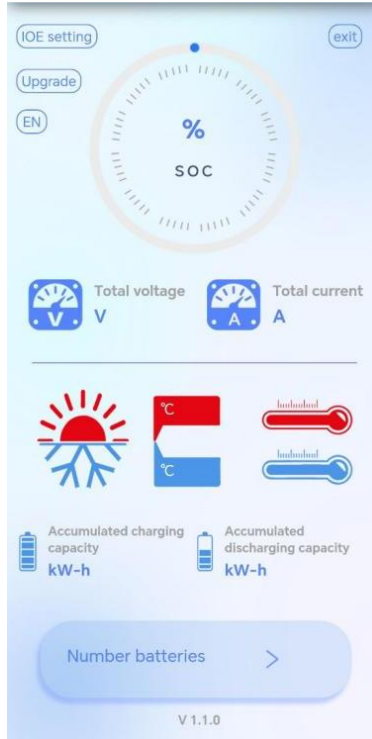 IOE setting
exit
Upgrade
EN
%
SOC
Total voltage
V
V
Total current
A
A
℃
℃
Accumulated charging
capacity
kW-h
Accumulated
discharging capacity
kW-h
Number batteries >
V 1.1.0